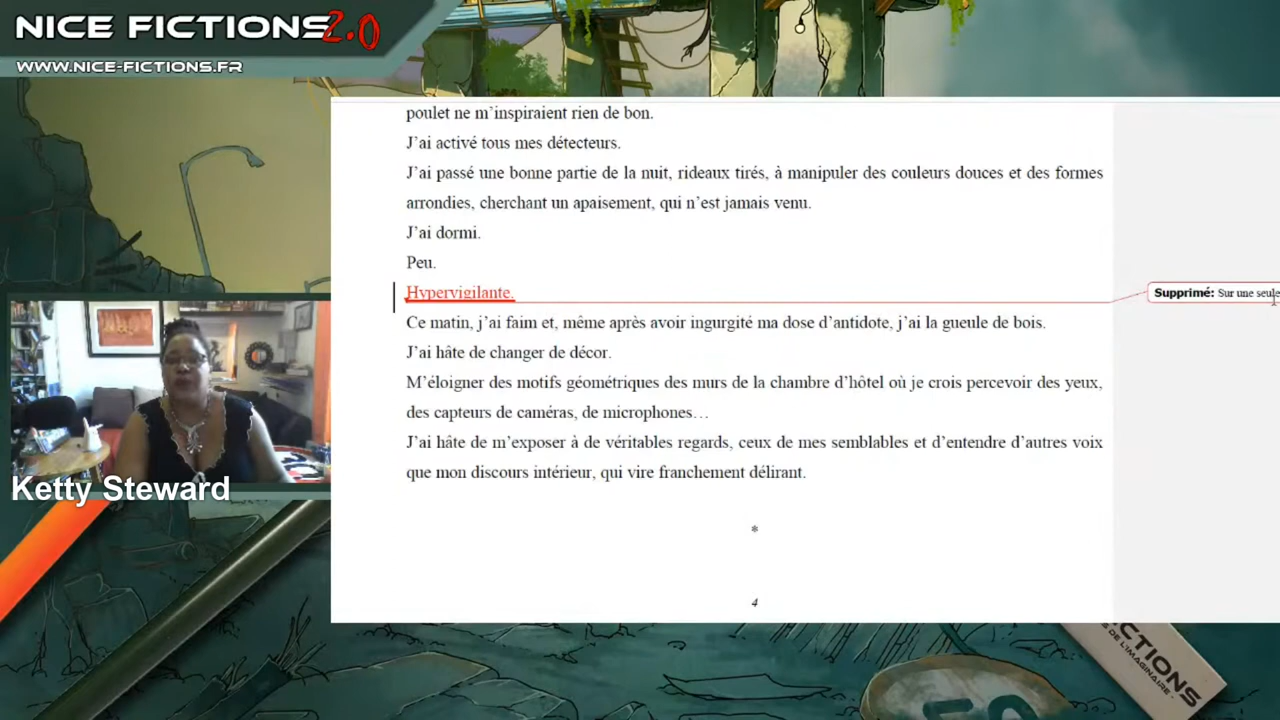 NICE FICTIONS 2.0
WWW.NICE-FICTIONS.FR
poulet ne m’inspiraient rien de bon.
J’ai activé tous mes détecteurs.
J’ai passé une bonne partie de la nuit, rideaux tirés, à manipuler des couleurs douces et des formes
arrondies, cherchant un apaisement, qui n’est jamais venu.
J’ai dormi.
Peu.
Hypervigilante.
Supprimé: Sur une seule
Ce matin, j’ai faim et, même après avoir ingurgité ma dose d’antidote, j’ai la gueule de bois.
J’ai hâte de changer de décor.
M’éloigner des motifs géométriques des murs de la chambre d’hôtel où je crois percevoir des yeux,
des capteurs de caméras, de microphones…
J’ai hâte de m’exposer à de véritables regards, ceux de mes semblables et d’entendre d’autres voix
que mon discours intérieur, qui vire franchement délirant.
*
4
Ketty Steward
CTIONS
DE L'IMAGINAIRE